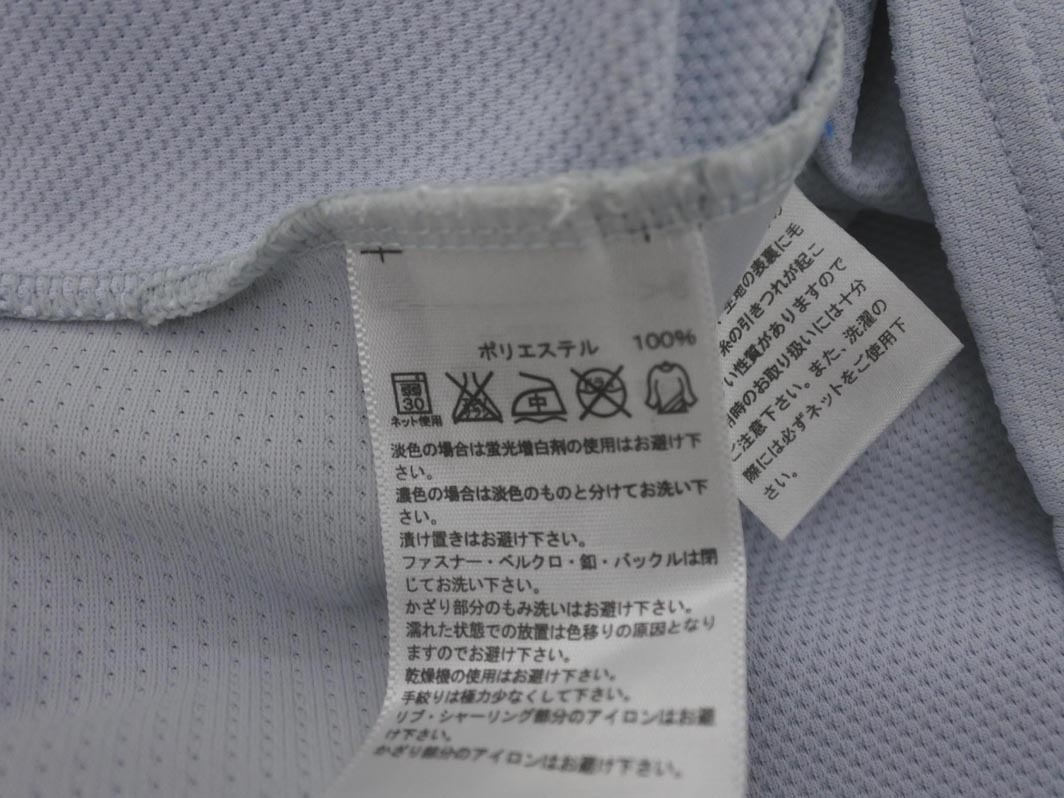 ポリエステル 100%
弱
30
ネット使用
エンソ
中
淡色の場合は蛍光増白剤の使用はお避け下
さい。
濃色の場合は淡色のものと分けてお洗い下
さい。
漬け置きはお避け下さい。
ファスナー・ベルクロ・釦・バックルは閉
じてお洗い下さい。
かざり部分のもみ洗いはお避け下さい。
濡れた状態での放置は色移りの原因となり
ますのでお避け下さい。
乾燥機の使用はお避け下さい。
手絞りは極力少なくして下さい。
リブ・シャーリング部分のアイロンはお避
け下さい。
かざり部分のアイロンはお避け下さい。
生地の表裏に毛
糸の引きつれが起こ
い性質がありますので
時のお取り扱いには十分
ご注意下さい。また、洗濯の
際には必ずネットをご使用下
さい。